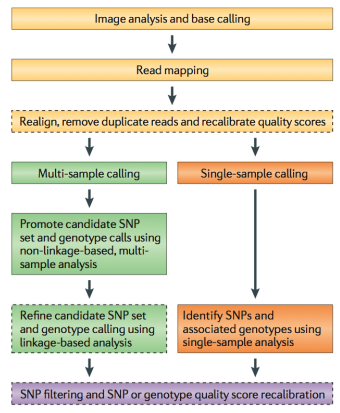 Image analysis and base calling
Read mapping
Realign, remove duplicate reads and recalibrate quality scores
Multi-sample calling
Single-sample calling
Promote candidate SNP
set and genotype calls using
non-linkage-based, multi-
sample analysis
Refine candidate SNP set
and genotype calling using
linkage-based analysis
Identify SNPs and
associated genotypes using
single-sample analysis
SNP filtering and SNP or genotype quality score recalibration